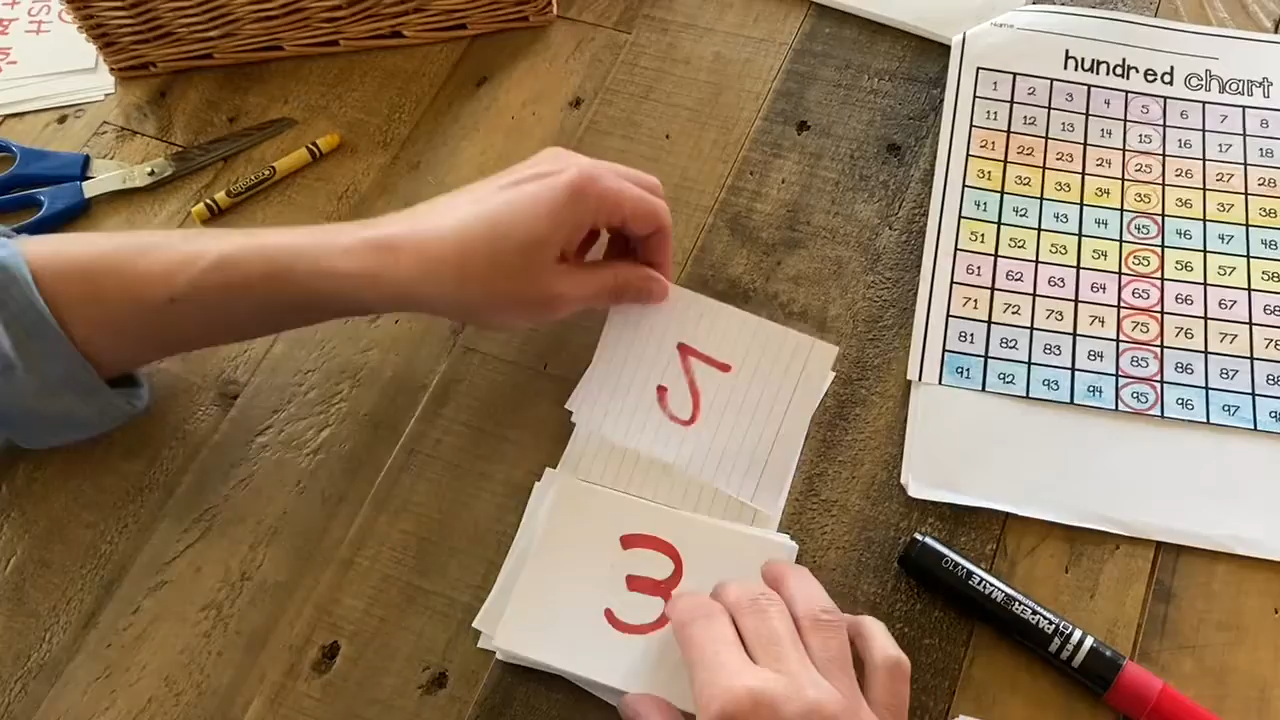 Name
hundred chart
1 2 3 4 5 6 7 8
11 12 13 14 15 16 17 18
21 22 23 24 25 26 27 28
31 32 33 34 35 36 37 38
41 42 43 44 45 46 47 48
51 52 53 54 55 56 57 58
61 62 63 64 65 66 67 68
71 72 73 74 75 76 77 78
81 82 83 84 85 86 87 88
91 92 93 94 95 96 97
Crayola
5
3
PAPER MATE W10